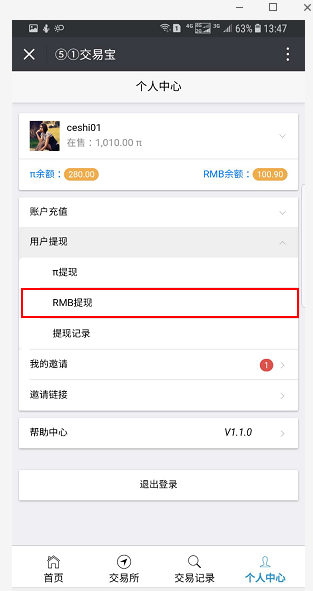 4G 4G 2G 3G 63% 13:47
⑤①交易宝
个人中心
ceshi01
在售：1,010.00 π
π余额：280.00 RMB余额：100.90
账户充值
用户提现
π提现
RMB提现
提现记录
我的邀请 1
邀请链接
帮助中心 V1.1.0
退出登录
首页 交易所 交易记录 个人中心